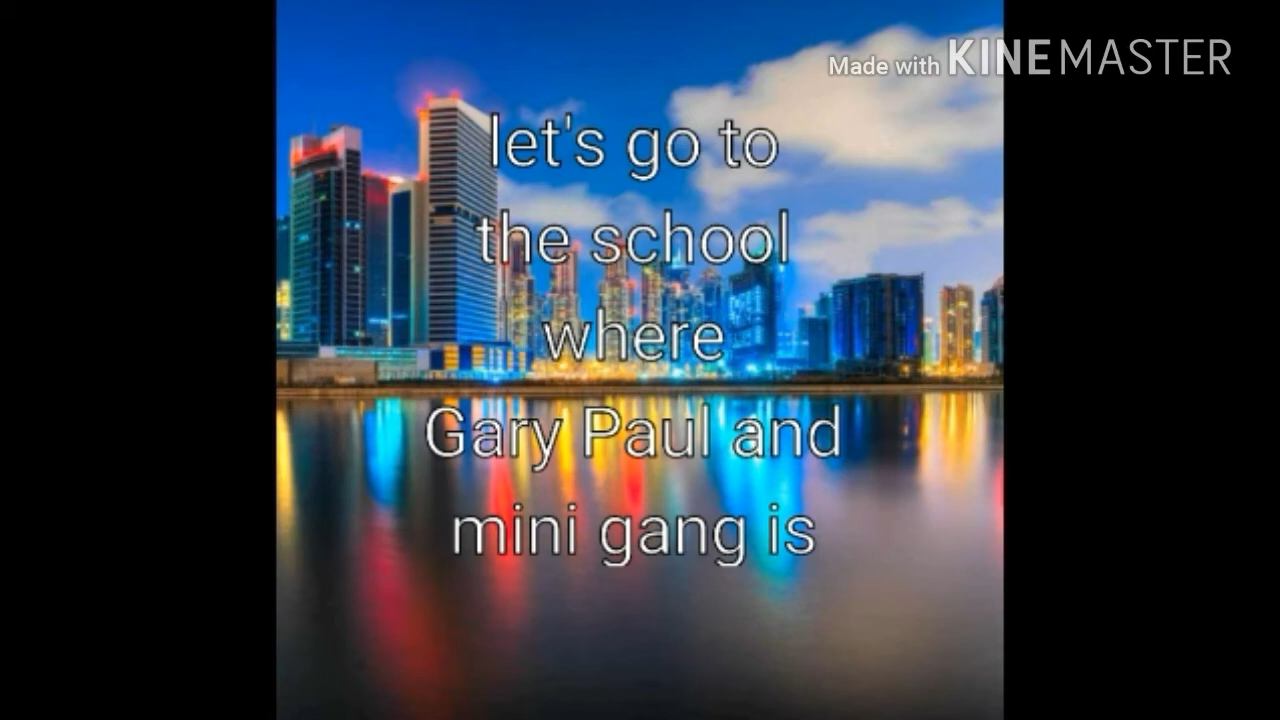 Made with KINEMASTER
let's go to
the school
where
Gary Paul and
mini gang is